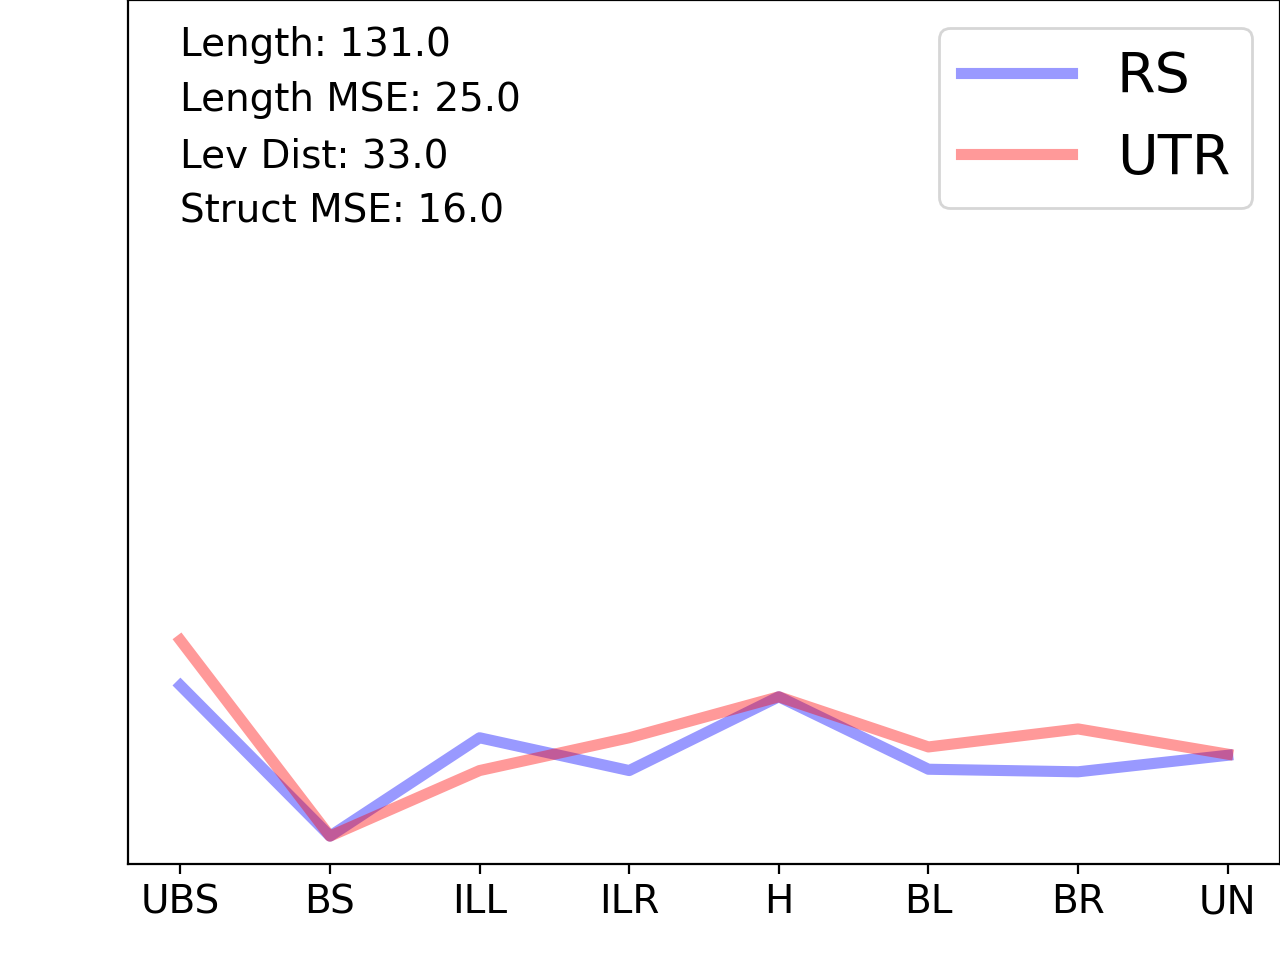 Length: 131.0
Length MSE: 25.0
Lev Dist: 33.0
Struct MSE: 16.0
RS
UTR
UBS BS ILL ILR H BL BR UN